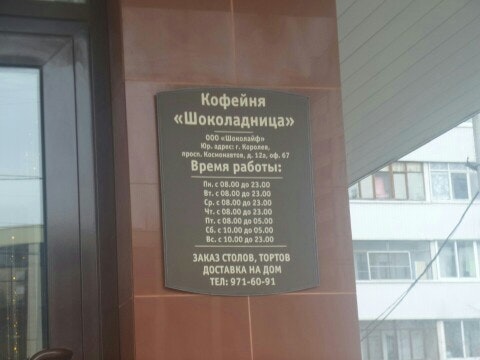 Кофейня
«Шоколадница»
ООО «Шоколайф»
Юр. адрес: г. Королев,
просп. Космонавтов, д. 12а, оф. 67
Время работы:
Пн. с 08.00 до 23.00
Вт. с 08.00 до 23.00
Ср. с 08.00 до 23.00
Чт. с 08.00 до 23.00
Пт. с 08.00 до 05.00
Сб. с 10.00 до 05.00
Вс. с 10.00 до 23.00
ЗАКАЗ СТОЛОВ, ТОРТОВ
ДОСТАВКА НА ДОМ
ТЕЛ: 971-60-91